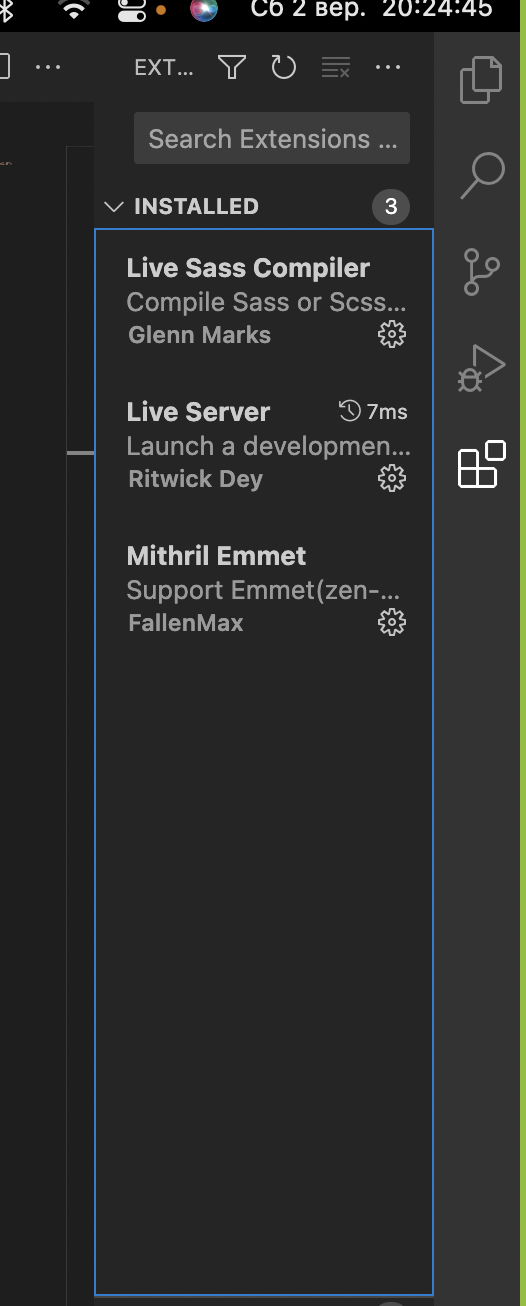 Сб 2 вер. 20:24:45
EXT...
Search Extensions ...
INSTALLED 3
Live Sass Compiler
Compile Sass or Scss...
Glenn Marks
Live Server 7ms
Launch a developmen...
Ritwick Dey
Mithril Emmet
Support Emmet(zen-...
FallenMax